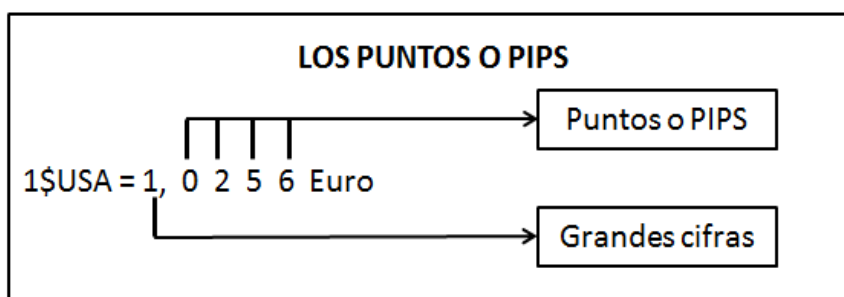 LOS PUNTOS O PIPS
Puntos o PIPS
1$USA = 1, 0 2 5 6 Euro
Grandes cifras